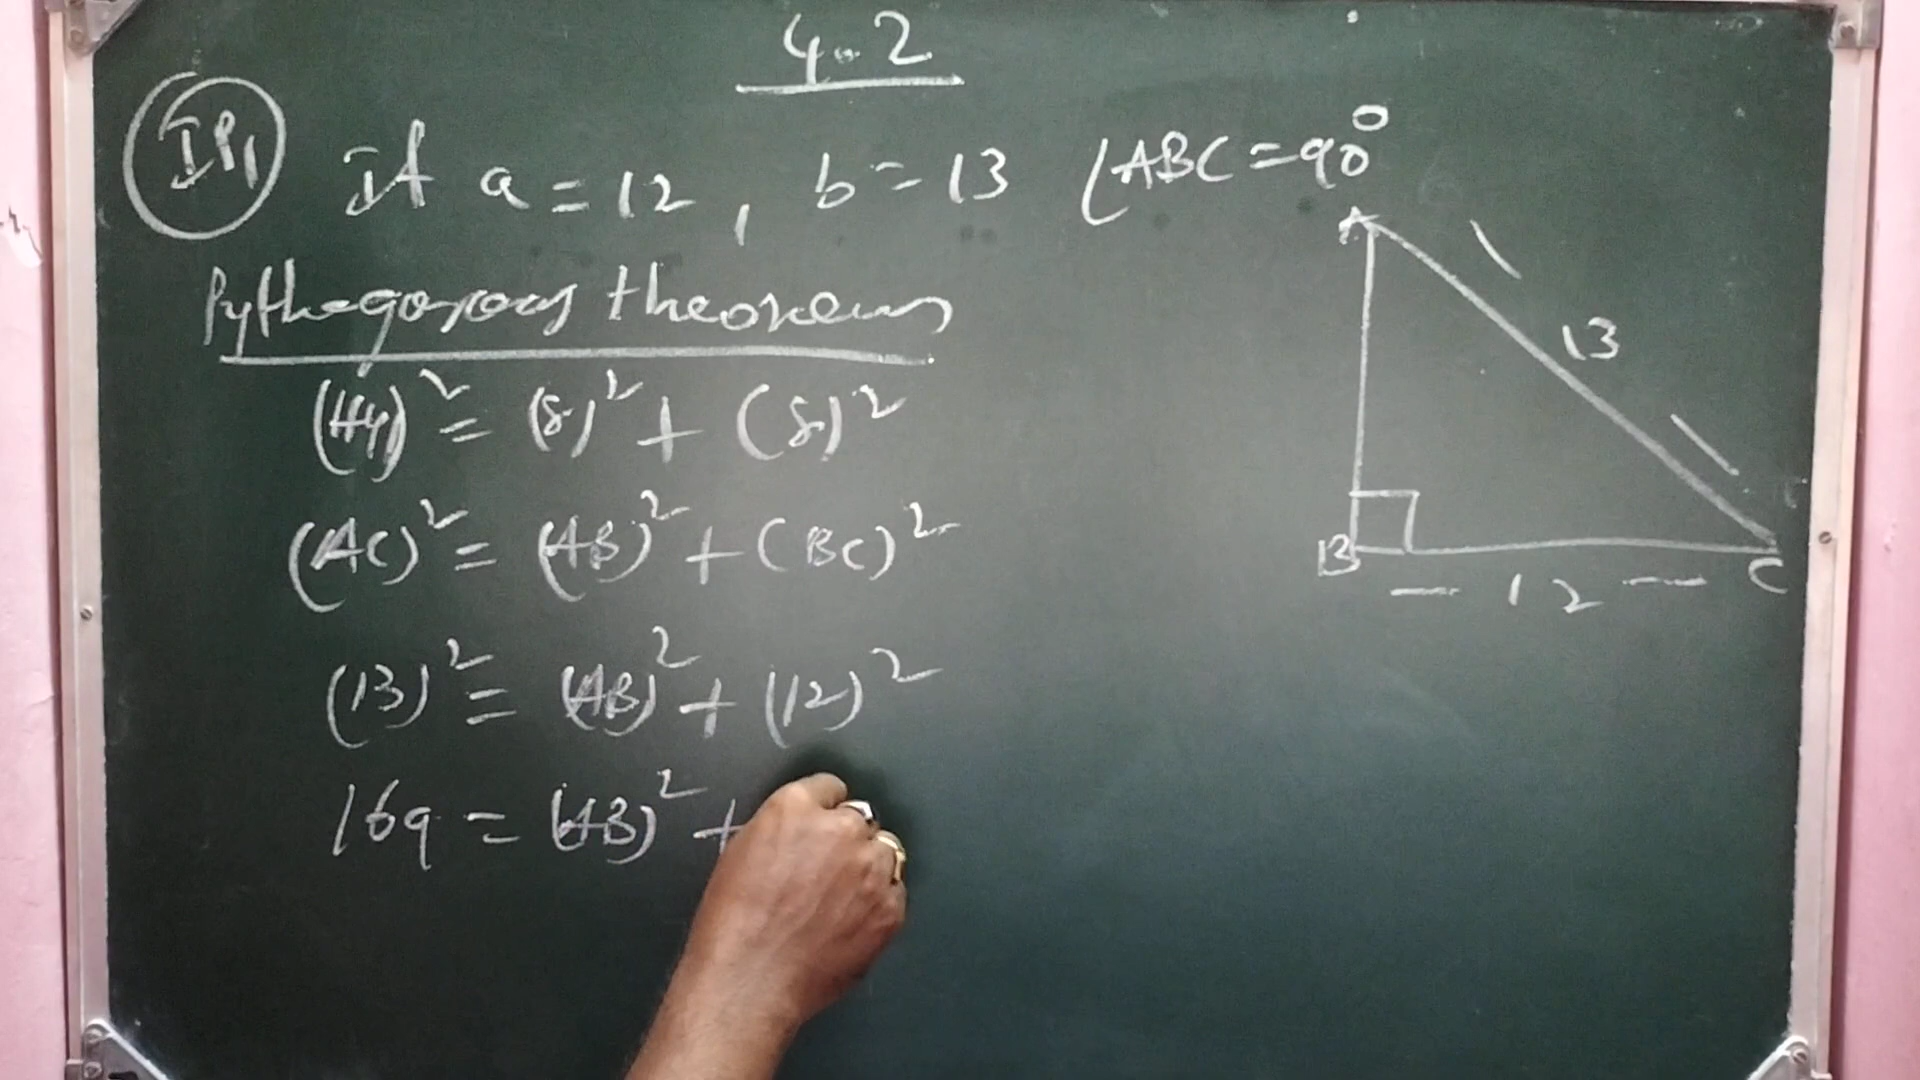 4.2
IP1 If a = 12, b = 13 ∠ABC = 90°
Pythagorous theorem
(Hy)² = (S)² + (S)²
(AC)² = (AB)² + (BC)²
(13)² = (AB)² + (12)²
169 = (AB)² +
A
13
B
12
C